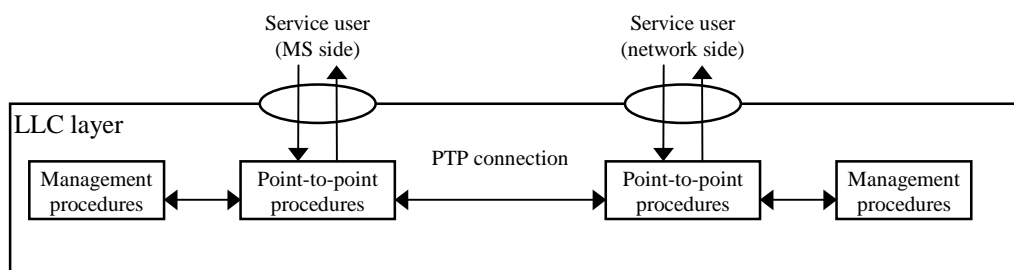 Service user
(MS side)
Service user
(network side)
LLC layer
PTP connection
Management
procedures
Point-to-point
procedures
Point-to-point
procedures
Management
procedures